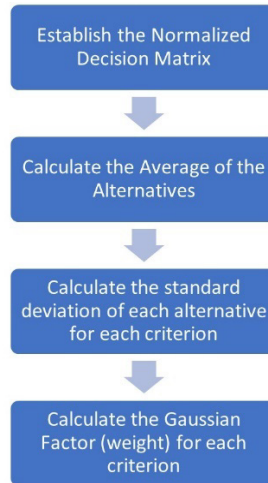 Establish the Normalized
Decision Matrix
Calculate the Average of the
Alternatives
Calculate the standard
deviation of each alternative
for each criterion
Calculate the Gaussian
Factor (weight) for each
criterion